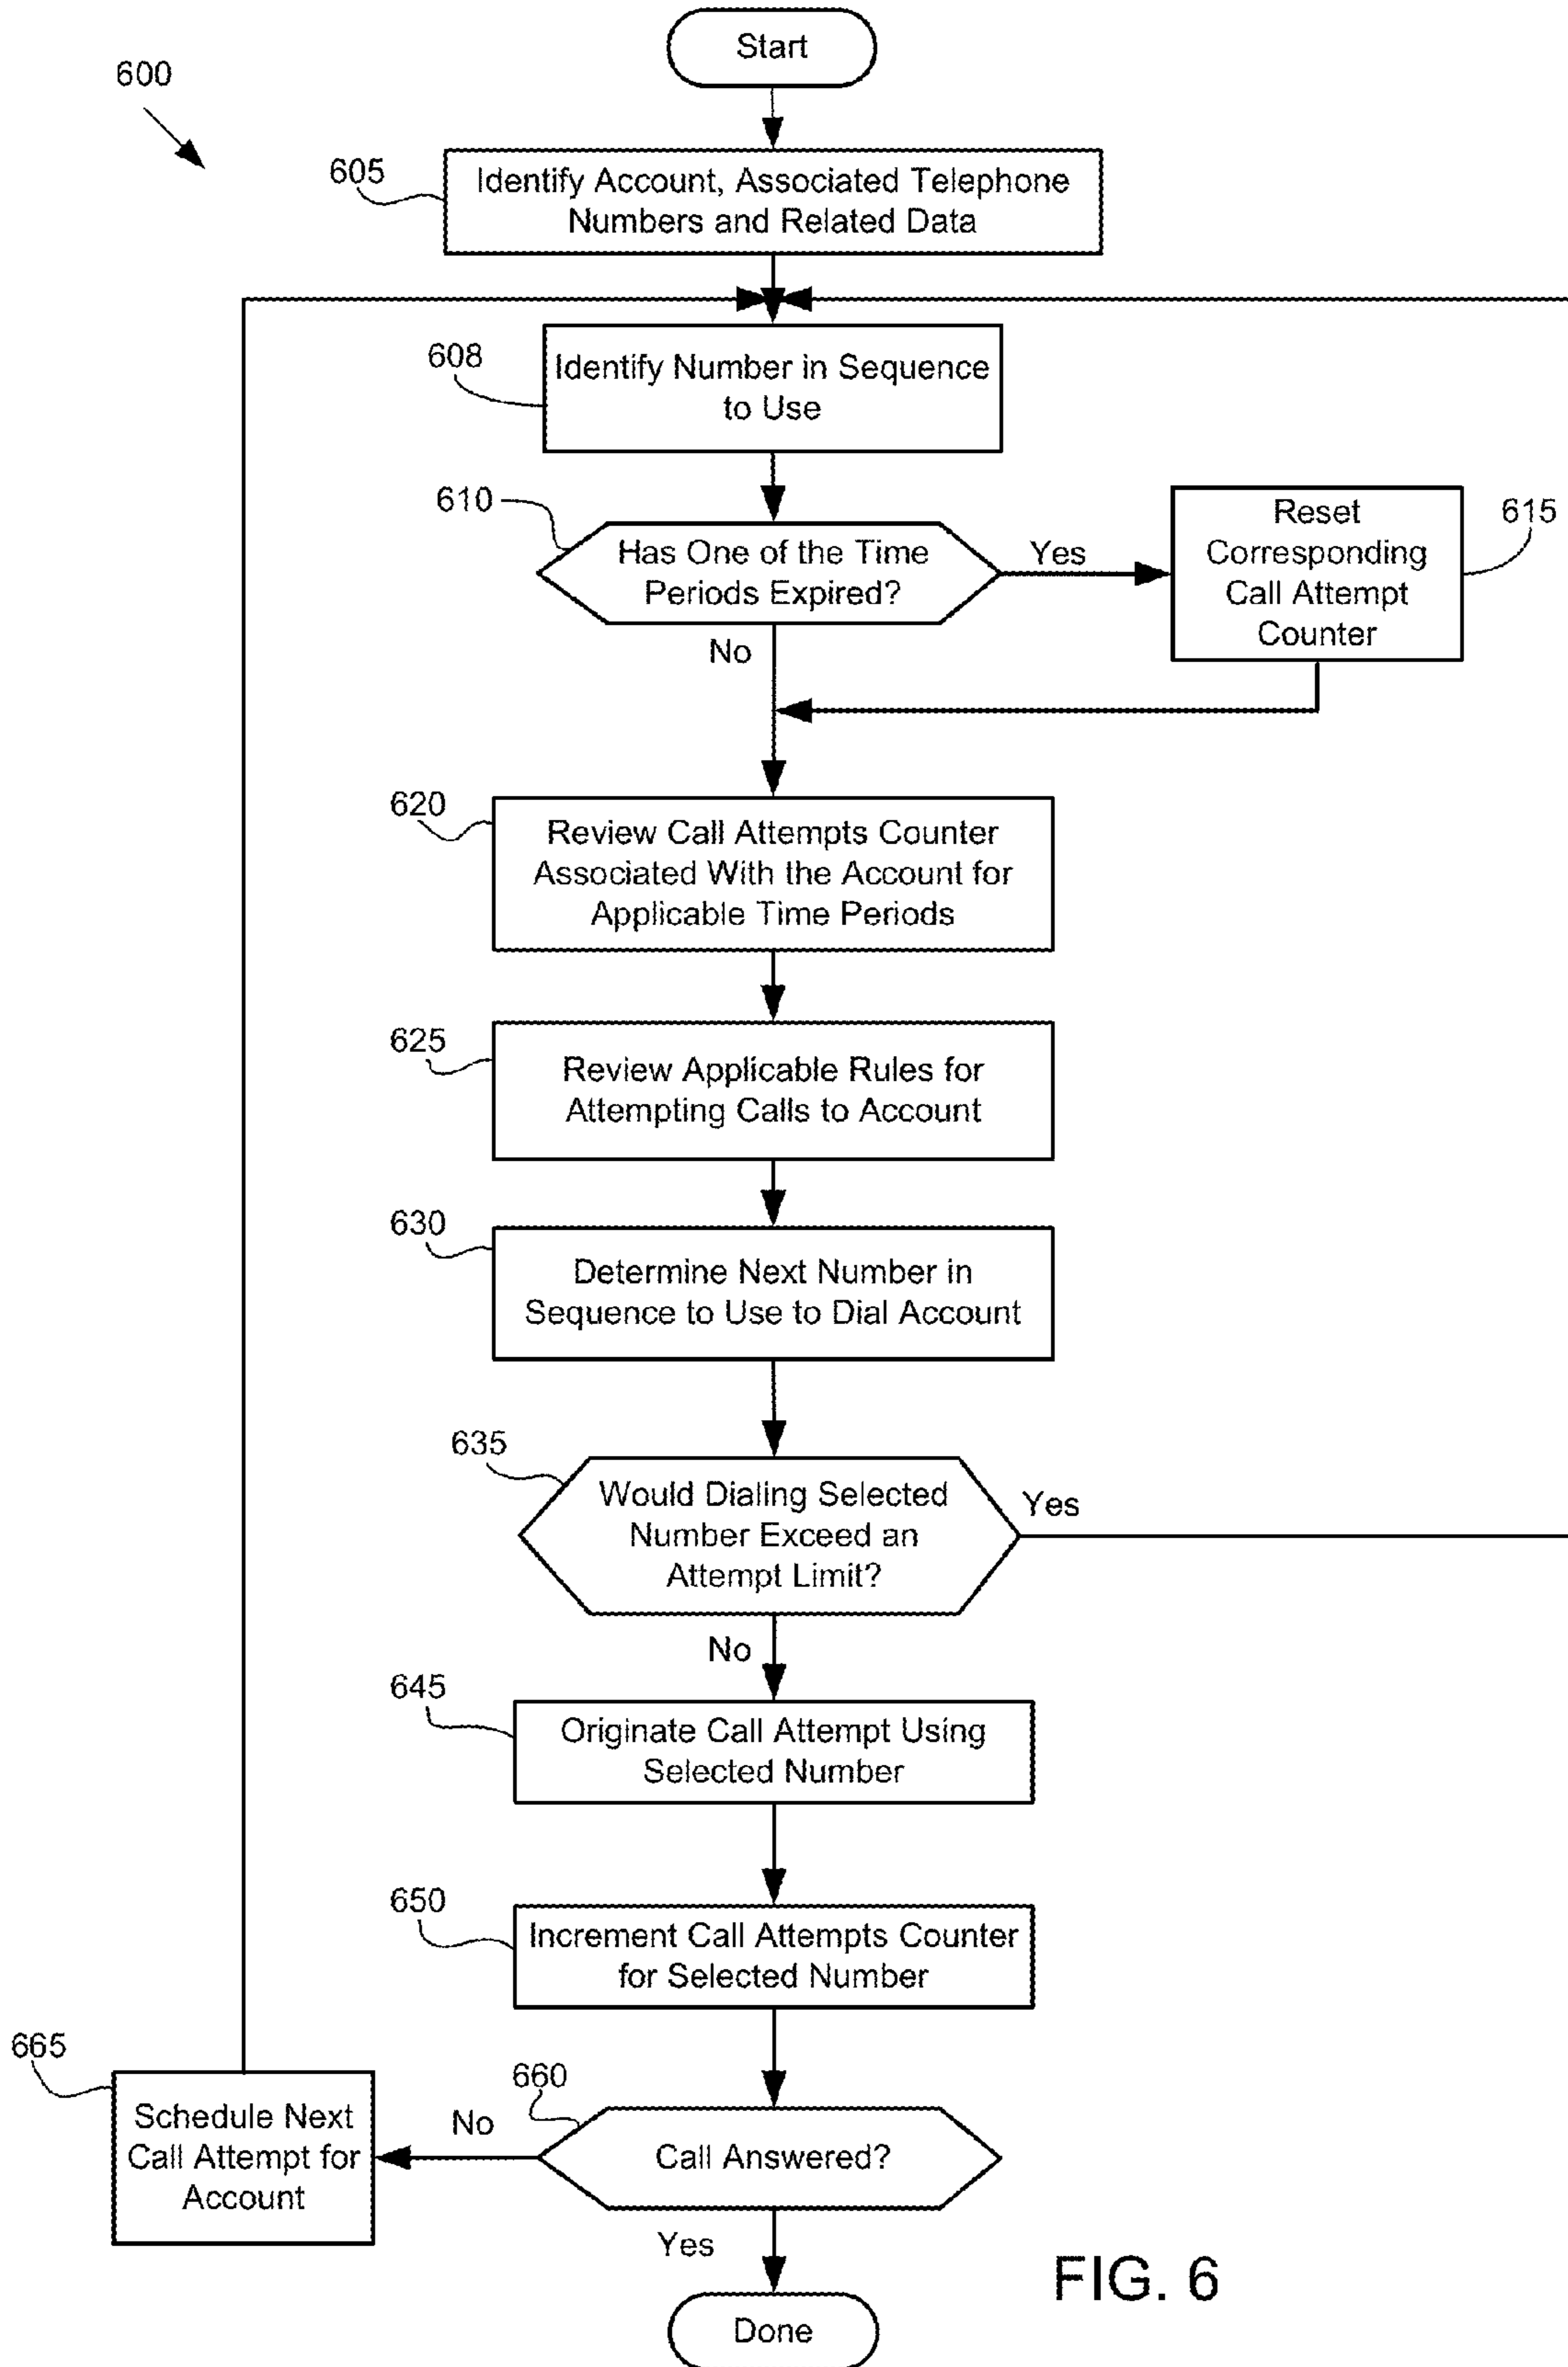 Start
600
605
Identify Account, Associated Telephone
Numbers and Related Data
608
Identify Number in Sequence
to Use
610
Has One of the Time
Periods Expired?
Yes
No
Reset
Corresponding
Call Attempt
Counter
615
620
Review Call Attempts Counter
Associated With the Account for
Applicable Time Periods
625
Review Applicable Rules for
Attempting Calls to Account
630
Determine Next Number in
Sequence to Use to Dial Account
635
Would Dialing Selected
Number Exceed an
Attempt Limit?
Yes
No
645
Originate Call Attempt Using
Selected Number
650
Increment Call Attempts Counter
for Selected Number
660
Call Answered?
No
665
Schedule Next
Call Attempt for
Account
Yes
Done
FIG. 6